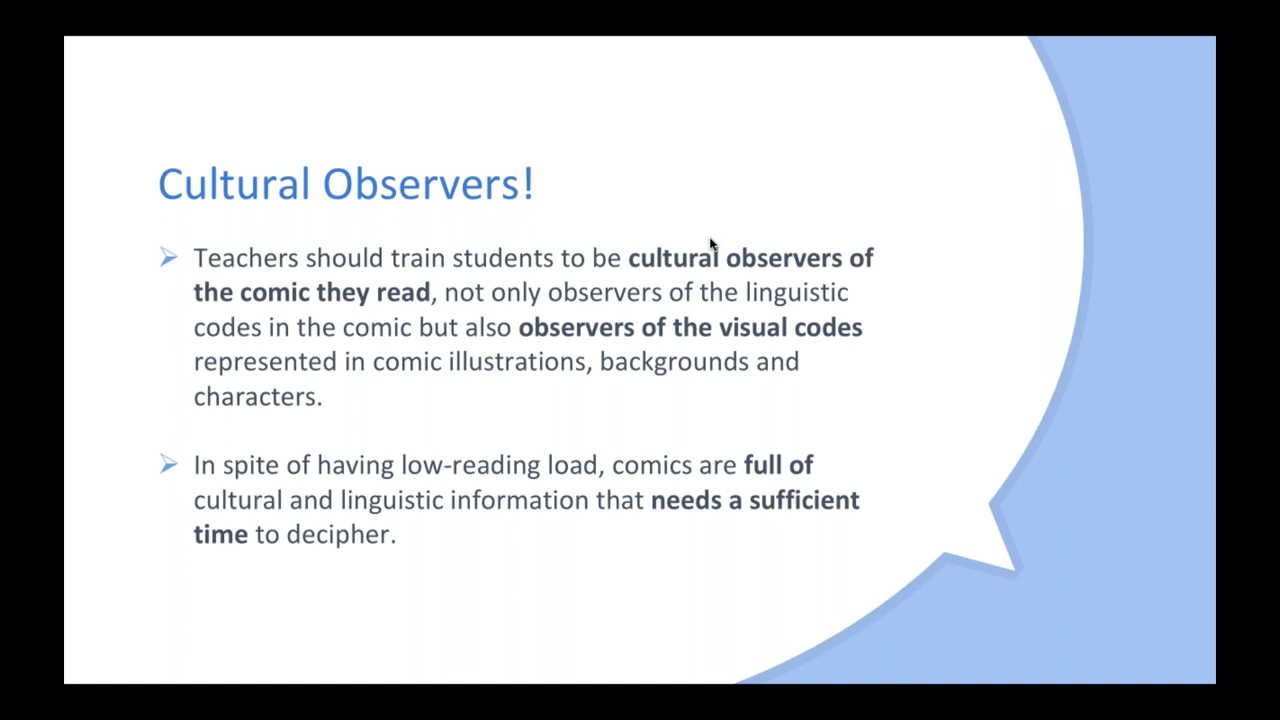 Cultural Observers!
Teachers should train students to be cultural observers of
the comic they read, not only observers of the linguistic
codes in the comic but also observers of the visual codes
represented in comic illustrations, backgrounds and
characters.
In spite of having low-reading load, comics are full of
cultural and linguistic information that needs a sufficient
time to decipher.